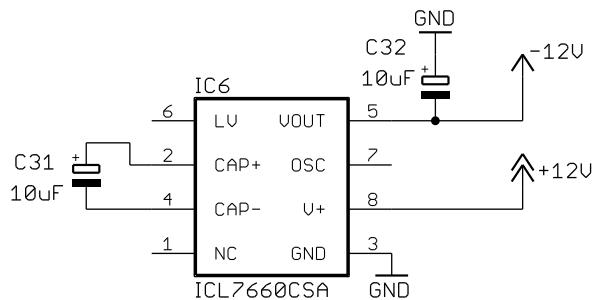 GND
C32
10uF
+
-12V
IC6
6 LV VOUT 5
C31
10uF
+
2 CAP+ OSC 7
+12V
4 CAP- V+ 8
1 NC GND 3
ICL7660CSA
GND